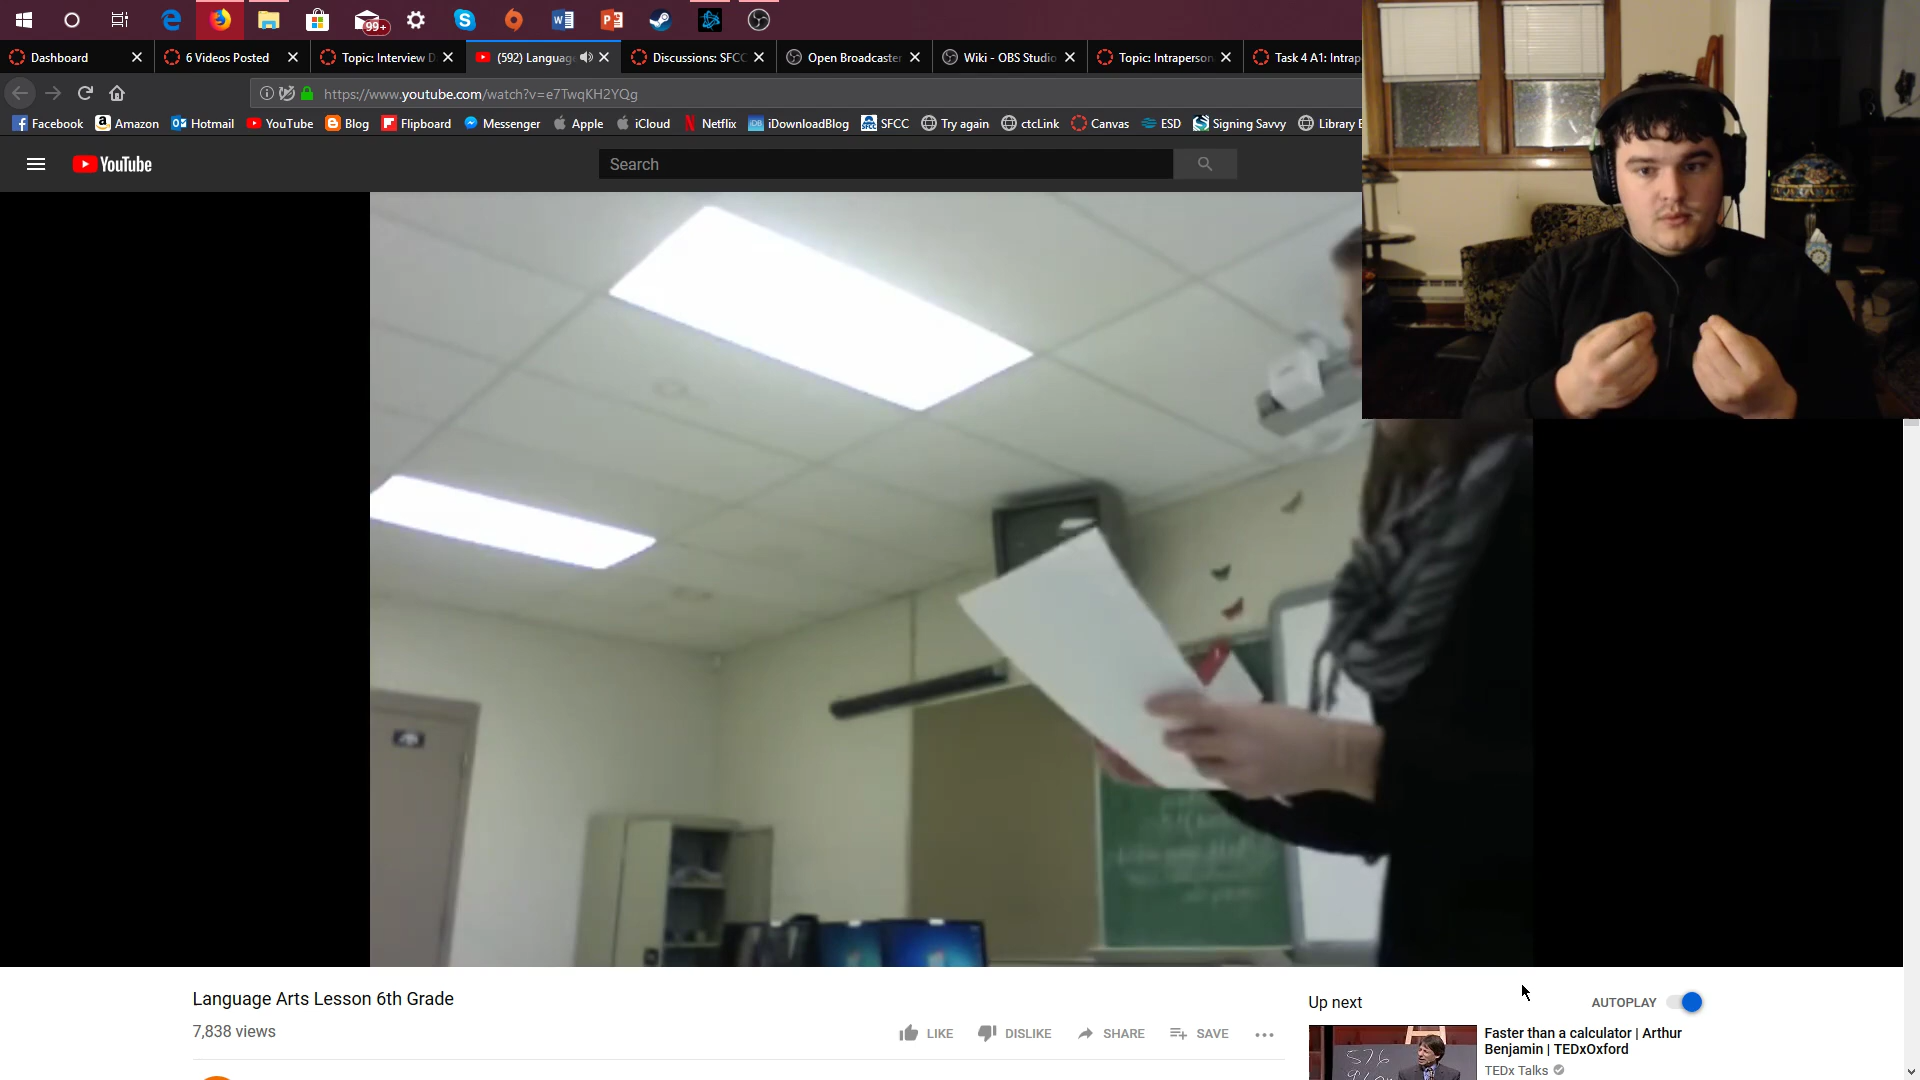 99+
Dashboard
6 Videos Posted
Topic: Interview D
(592) Languag
Discussions: SFCC
Open Broadcaster
Wiki - OBS Studio
Topic: Intraperson
Task 4 A1: Intrap
https://www.youtube.com/watch?v=e7TwqKH2YQg
Facebook
Amazon
Hotmail
YouTube
Blog
Flipboard
Messenger
Apple
iCloud
Netflix
iDownloadBlog
SFCC
Try again
ctcLink
Canvas
ESD
Signing Savvy
Library E
YouTube
Search
Language Arts Lesson 6th Grade
7,838 views
LIKE
DISLIKE
SHARE
SAVE
Up next
AUTOPLAY
576
Faster than a calculator | Arthur
Benjamin | TEDxOxford
TEDx Talks